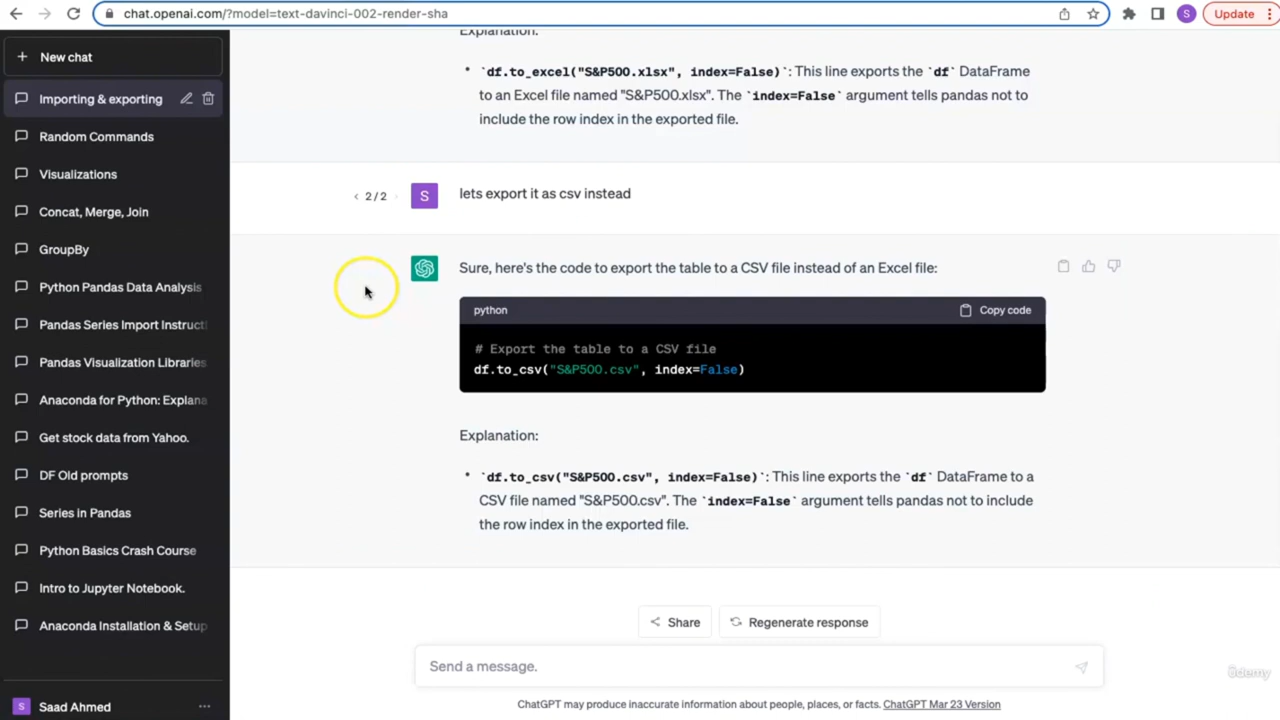 chat.openai.com/?model=text-davinci-002-render-sha
S
Update
New chat
Importing & exporting
Random Commands
Visualizations
Concat, Merge, Join
GroupBy
Python Pandas Data Analysis
Pandas Series Import Instructi
Pandas Visualization Libraries
Anaconda for Python: Explana
Get stock data from Yahoo.
DF Old prompts
Series in Pandas
Python Basics Crash Course
Intro to Jupyter Notebook.
Anaconda Installation & Setup
S Saad Ahmed ...
Explanation:
• `df.to_excel("S&P500.xlsx", index=False)`: This line exports the `df` DataFrame
to an Excel file named "S&P500.xlsx". The `index=False` argument tells pandas not to
include the row index in the exported file.
< 2/2 > S lets export it as csv instead
Sure, here's the code to export the table to a CSV file instead of an Excel file:
python Copy code
# Export the table to a CSV file
df.to_csv("S&P500.csv", index=False)
Explanation:
• `df.to_csv("S&P500.csv", index=False)`: This line exports the `df` DataFrame to a
CSV file named "S&P500.csv". The `index=False` argument tells pandas not to include
the row index in the exported file.
Share Regenerate response
Send a message.
ChatGPT may produce inaccurate information about people, places, or facts. ChatGPT Mar 23 Version
ûdemy